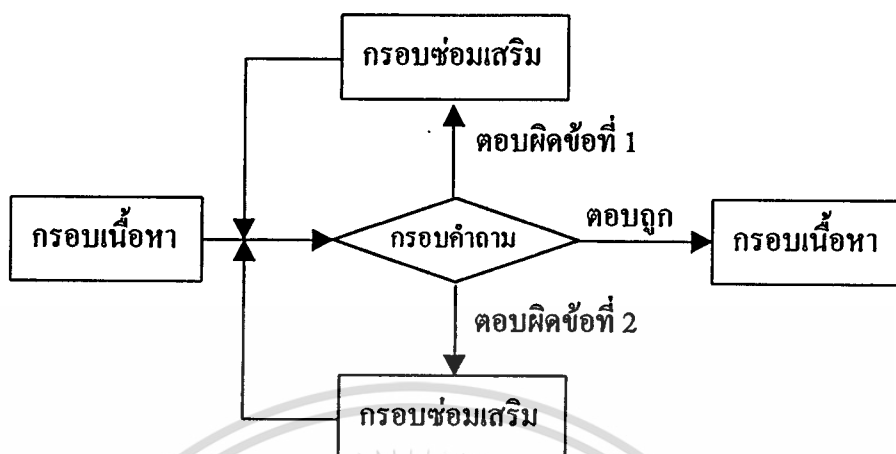 กรอบซ่อมเสริม
ตอบผิดข้อที่ 1
กรอบเนื้อหา
กรอบคำถาม
ตอบถูก
กรอบเนื้อหา
ตอบผิดข้อที่ 2
กรอบซ่อมเสริม